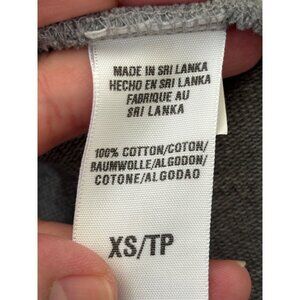 MADE IN SRI LANKA
HECHO EN SRI LANKA
FABRIQUE AU
SRI LANKA
100% COTTON/COTON/
BAUMWOLLE/ALGODON/
COTONE/ALGODAO
XS/TP